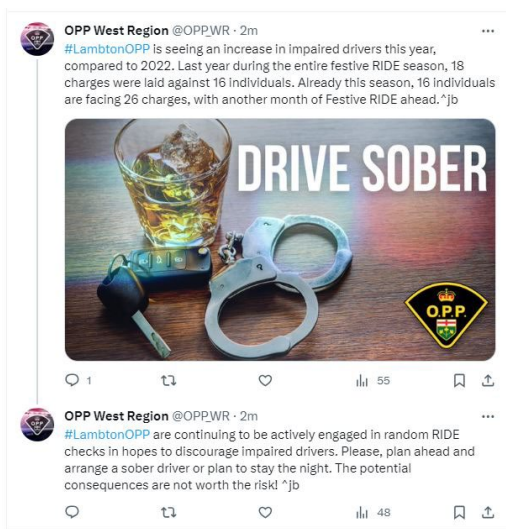 OPP West Region @OPP_WR · 2m
#LambtonOPP is seeing an increase in impaired drivers this year,
compared to 2022. Last year during the entire festive RIDE season, 18
charges were laid against 16 individuals. Already this season, 16 individuals
are facing 26 charges, with another month of Festive RIDE ahead.^jb
DRIVE SOBER
O.P.P.
1
55
OPP West Region @OPP_WR · 2m
#LambtonOPP are continuing to be actively engaged in random RIDE
checks in hopes to discourage impaired drivers. Please, plan ahead and
arrange a sober driver or plan to stay the night. The potential
consequences are not worth the risk! ^jb
48